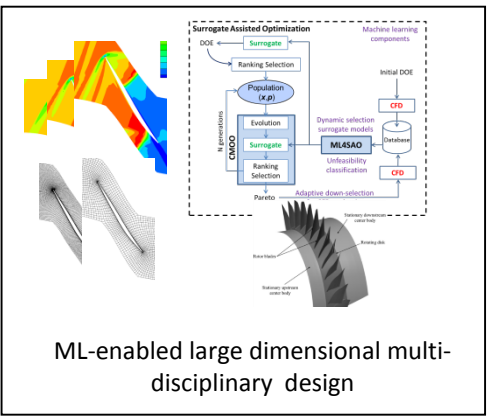 Surrogate Assisted Optimization
Machine learning
components
DOE
Surrogate
Ranking Selection
Initial DOE
Population
(x,p)
CFD
N generations
Evolution
Dynamic selection
surrogate models
CMOO
Surrogate
ML4SAO
Database
Unfeasibility
classification
Ranking
Selection
CFD
Pareto
Adaptive down-selection
Stationary downstream
center body
Rotating disk
Rotor blades
Stationary upstream
center body
ML-enabled large dimensional multi-
disciplinary design